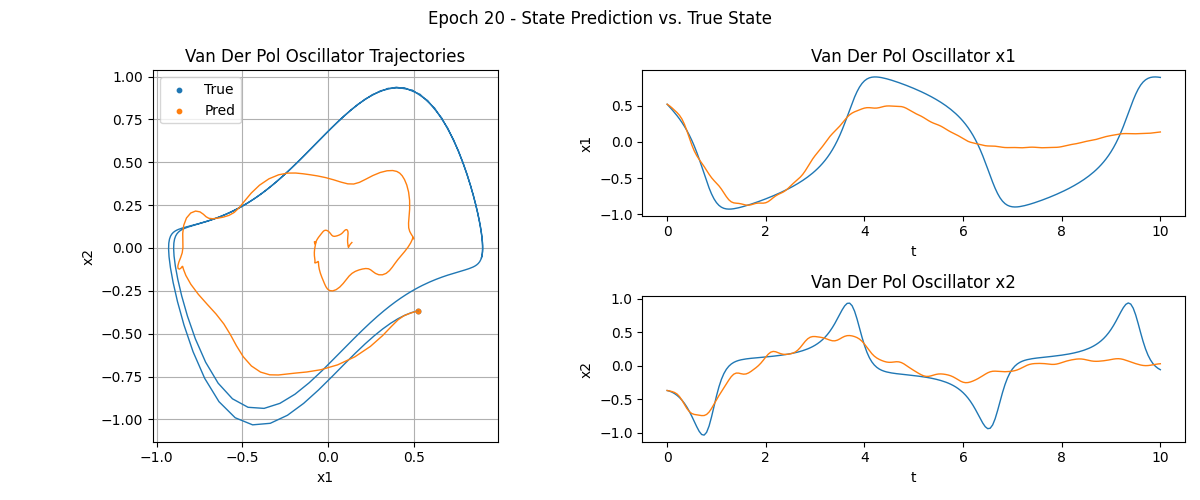 Epoch 20 - State Prediction vs. True State
Van Der Pol Oscillator Trajectories
True
Pred
1.00
0.75
0.50
0.25
0.00
−0.25
−0.50
−0.75
−1.00
x2
−1.0 −0.5 0.0 0.5
x1
Van Der Pol Oscillator x1
0.5
0.0
−0.5
−1.0
x1
0 2 4 6 8 10
t
Van Der Pol Oscillator x2
1.0
0.5
0.0
−0.5
−1.0
x2
0 2 4 6 8 10
t